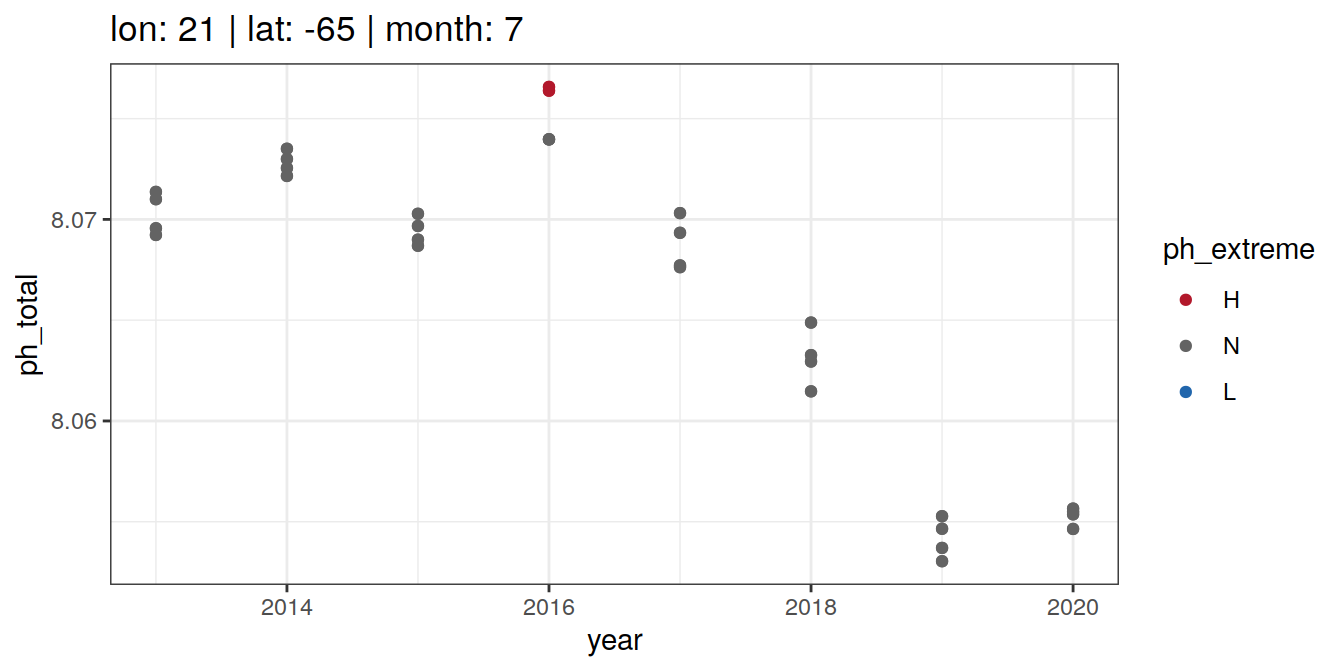 lon: 21 | lat: -65 | month: 7
8.07
8.06
ph_total
2014
2016
2018
2020
year
ph_extreme
H
N
L